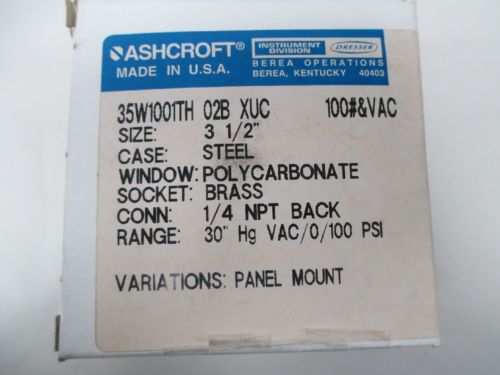 ASHCROFT®
MADE IN U.S.A.
INSTRUMENT
DIVISION
DRESSER
BEREA OPERATIONS
BEREA, KENTUCKY 40403
35W1001TH 02B XUC 100#&VAC
SIZE: 3 1/2"
CASE: STEEL
WINDOW: POLYCARBONATE
SOCKET: BRASS
CONN: 1/4 NPT BACK
RANGE: 30" Hg VAC/0/100 PSI
VARIATIONS: PANEL MOUNT